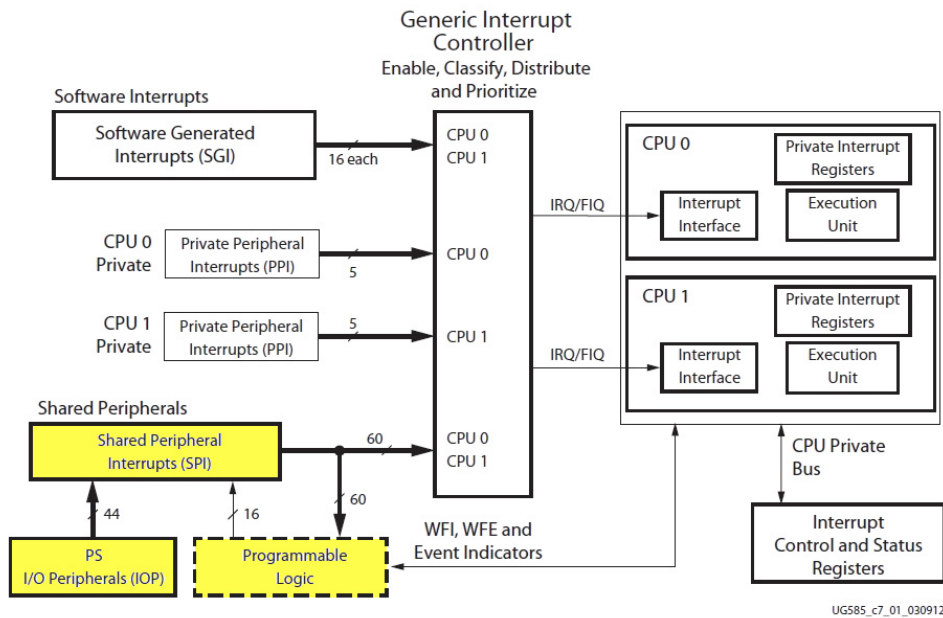 Generic Interrupt
Controller
Enable, Classify, Distribute
and Prioritize
Software Interrupts
Software Generated
Interrupts (SGI)
16 each
CPU 0
CPU 1
CPU 0
Private
Private Peripheral
Interrupts (PPI)
5
CPU 0
CPU 1
Private
Private Peripheral
Interrupts (PPI)
5
CPU 1
Shared Peripherals
Shared Peripheral
Interrupts (SPI)
60
CPU 0
CPU 1
44
16
60
PS
I/O Peripherals (IOP)
Programmable
Logic
WFI, WFE and
Event Indicators
IRQ/FIQ
CPU 0
Private Interrupt
Registers
Interrupt
Interface
Execution
Unit
IRQ/FIQ
CPU 1
Private Interrupt
Registers
Interrupt
Interface
Execution
Unit
CPU Private
Bus
Interrupt
Control and Status
Registers
UG585_c7_01_030912